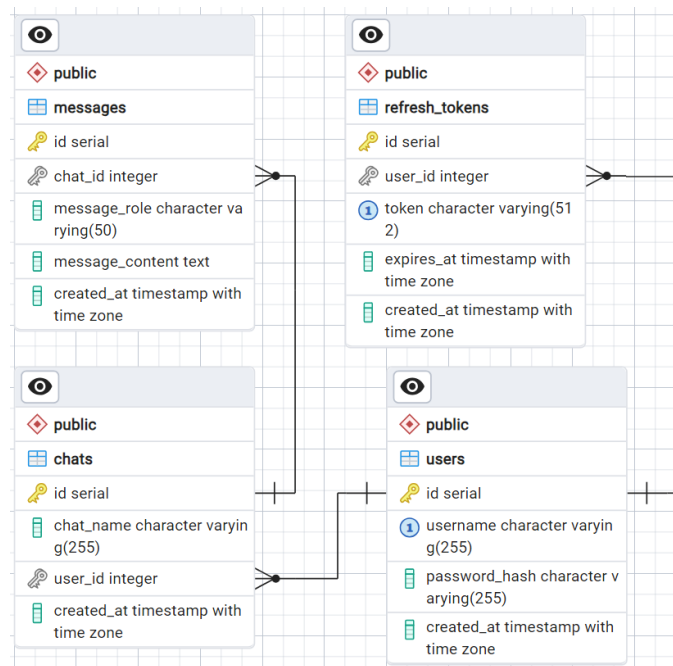 public
messages
id serial
chat_id integer
message_role character va
rying(50)
message_content text
created_at timestamp with
time zone
public
refresh_tokens
id serial
user_id integer
1
token character varying(51
2)
expires_at timestamp with
time zone
created_at timestamp with
time zone
public
chats
id serial
chat_name character varyin
g(255)
user_id integer
created_at timestamp with
time zone
public
users
id serial
1
username character varyin
g(255)
password_hash character v
arying(255)
created_at timestamp with
time zone